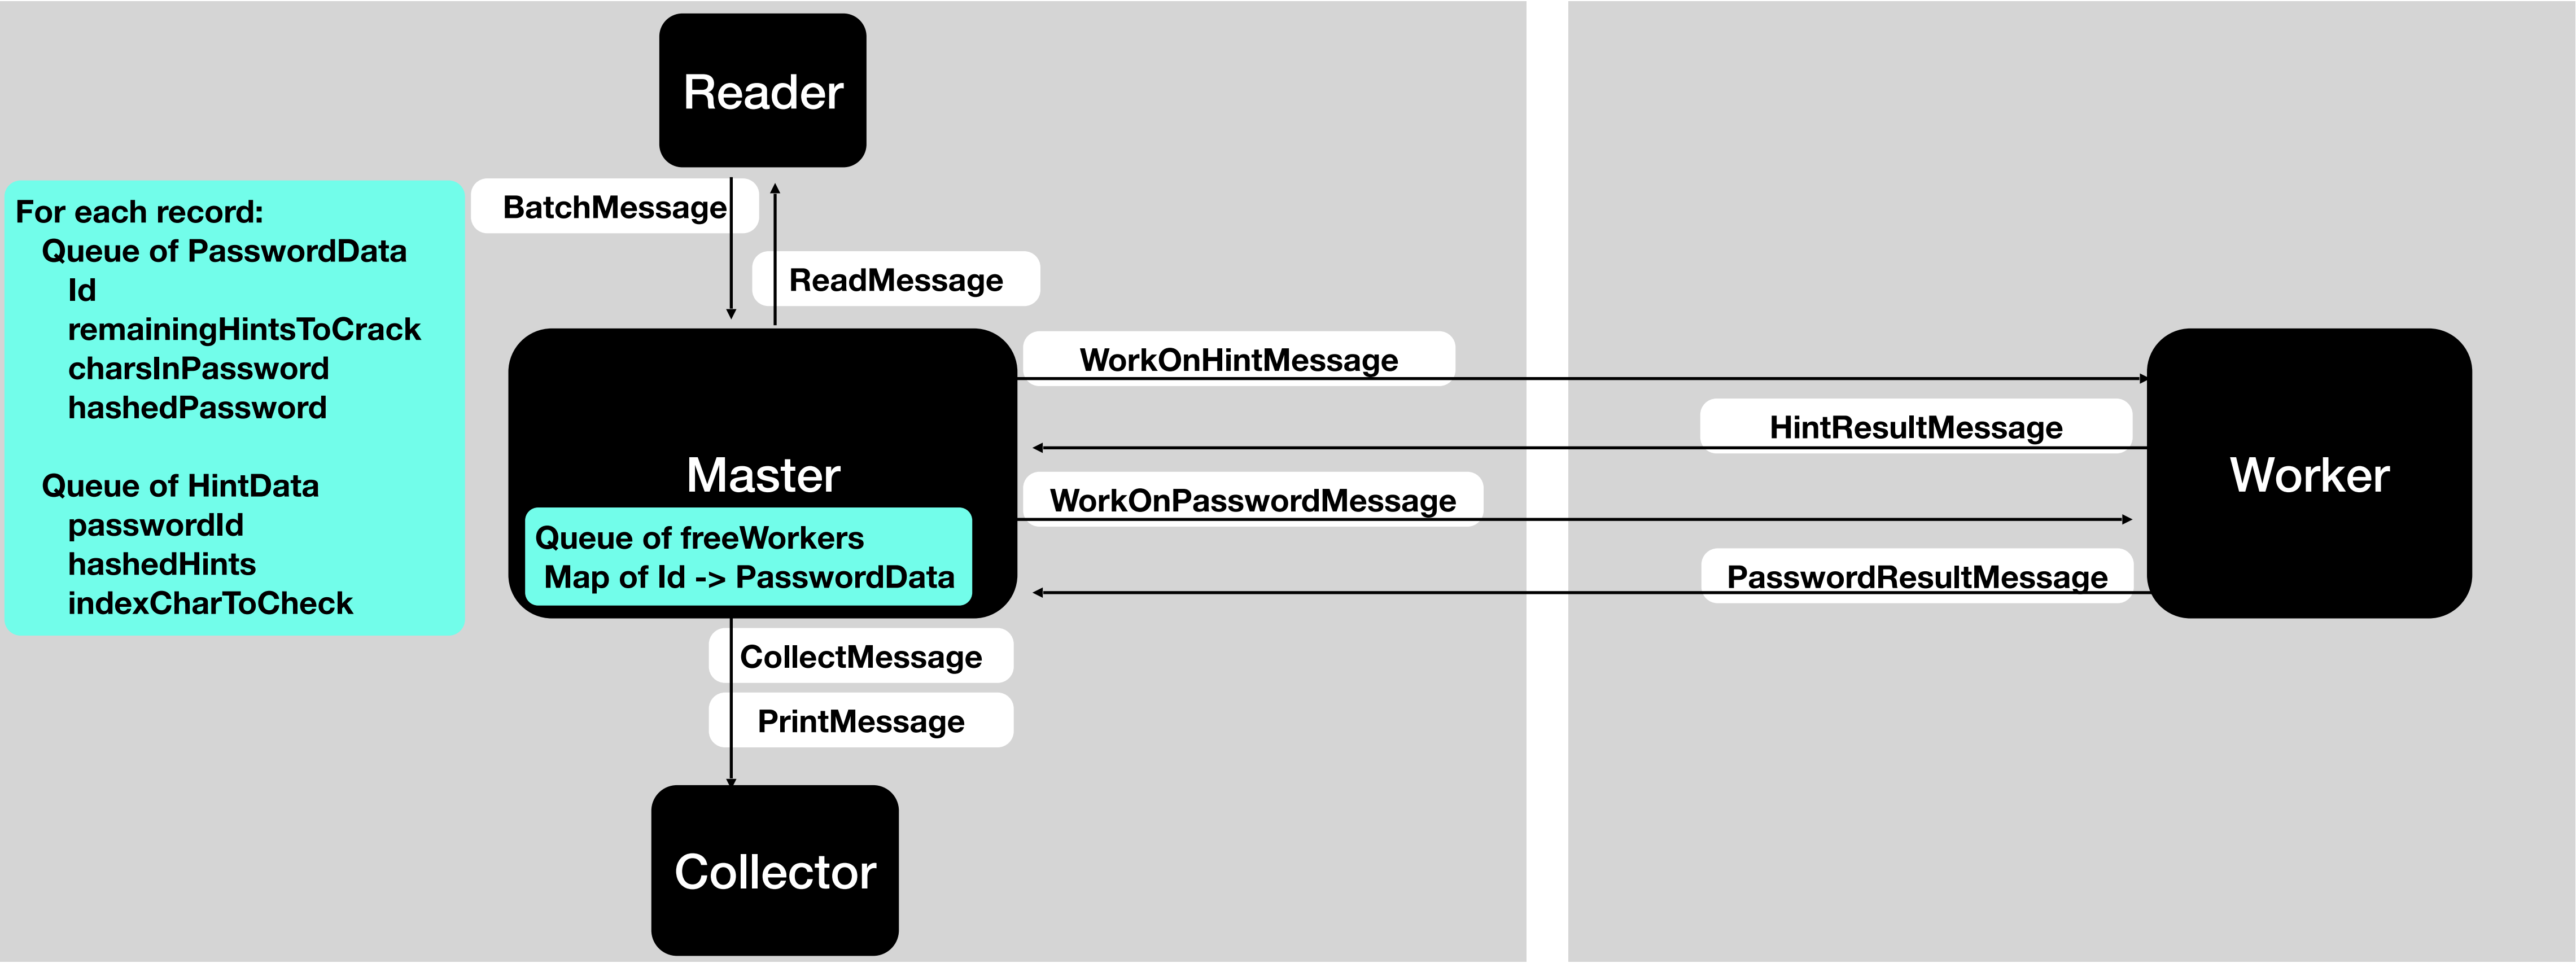 Reader
For each record:
Queue of PasswordData
Id
remainingHintsToCrack
charsInPassword
hashedPassword
Queue of HintData
passwordId
hashedHints
indexCharToCheck
BatchMessage
ReadMessage
WorkOnHintMessage
HintResultMessage
Master
Queue of freeWorkers
Map of Id -> PasswordData
WorkOnPasswordMessage
PasswordResultMessage
Worker
CollectMessage
PrintMessage
Collector